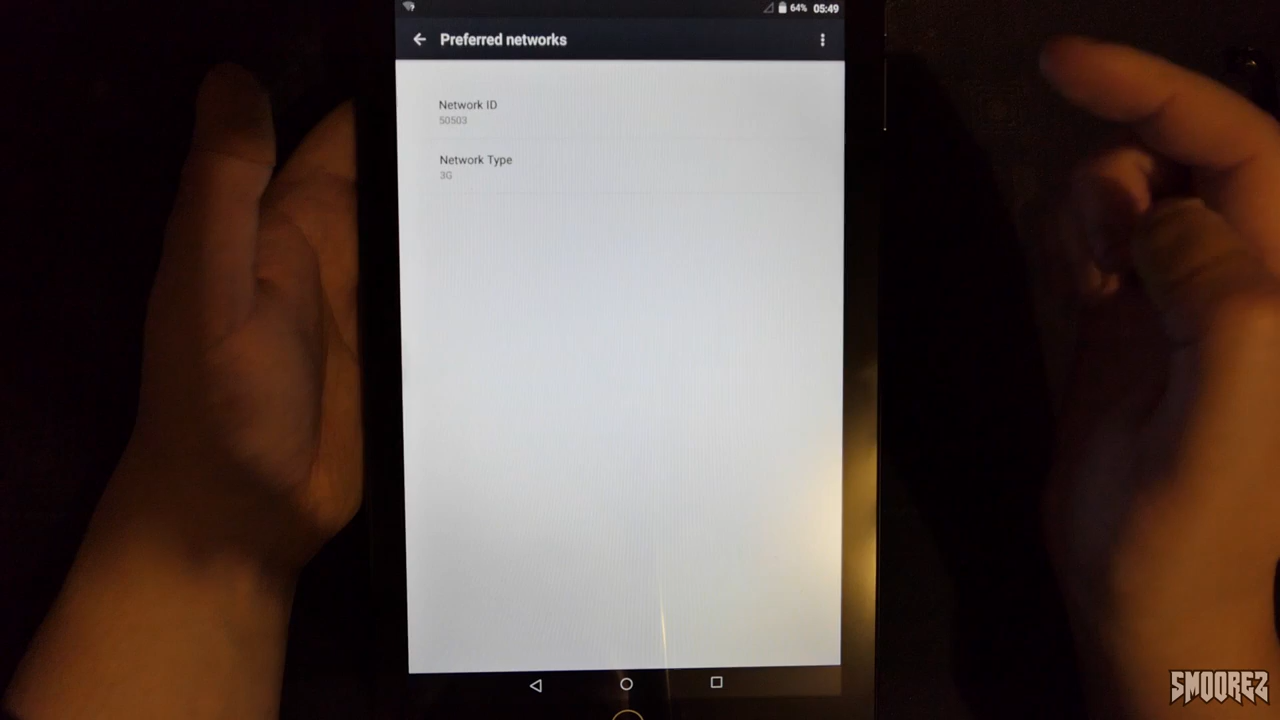 64% 05:49
Preferred networks
Network ID
50503
Network Type
3G
SMOOREZ